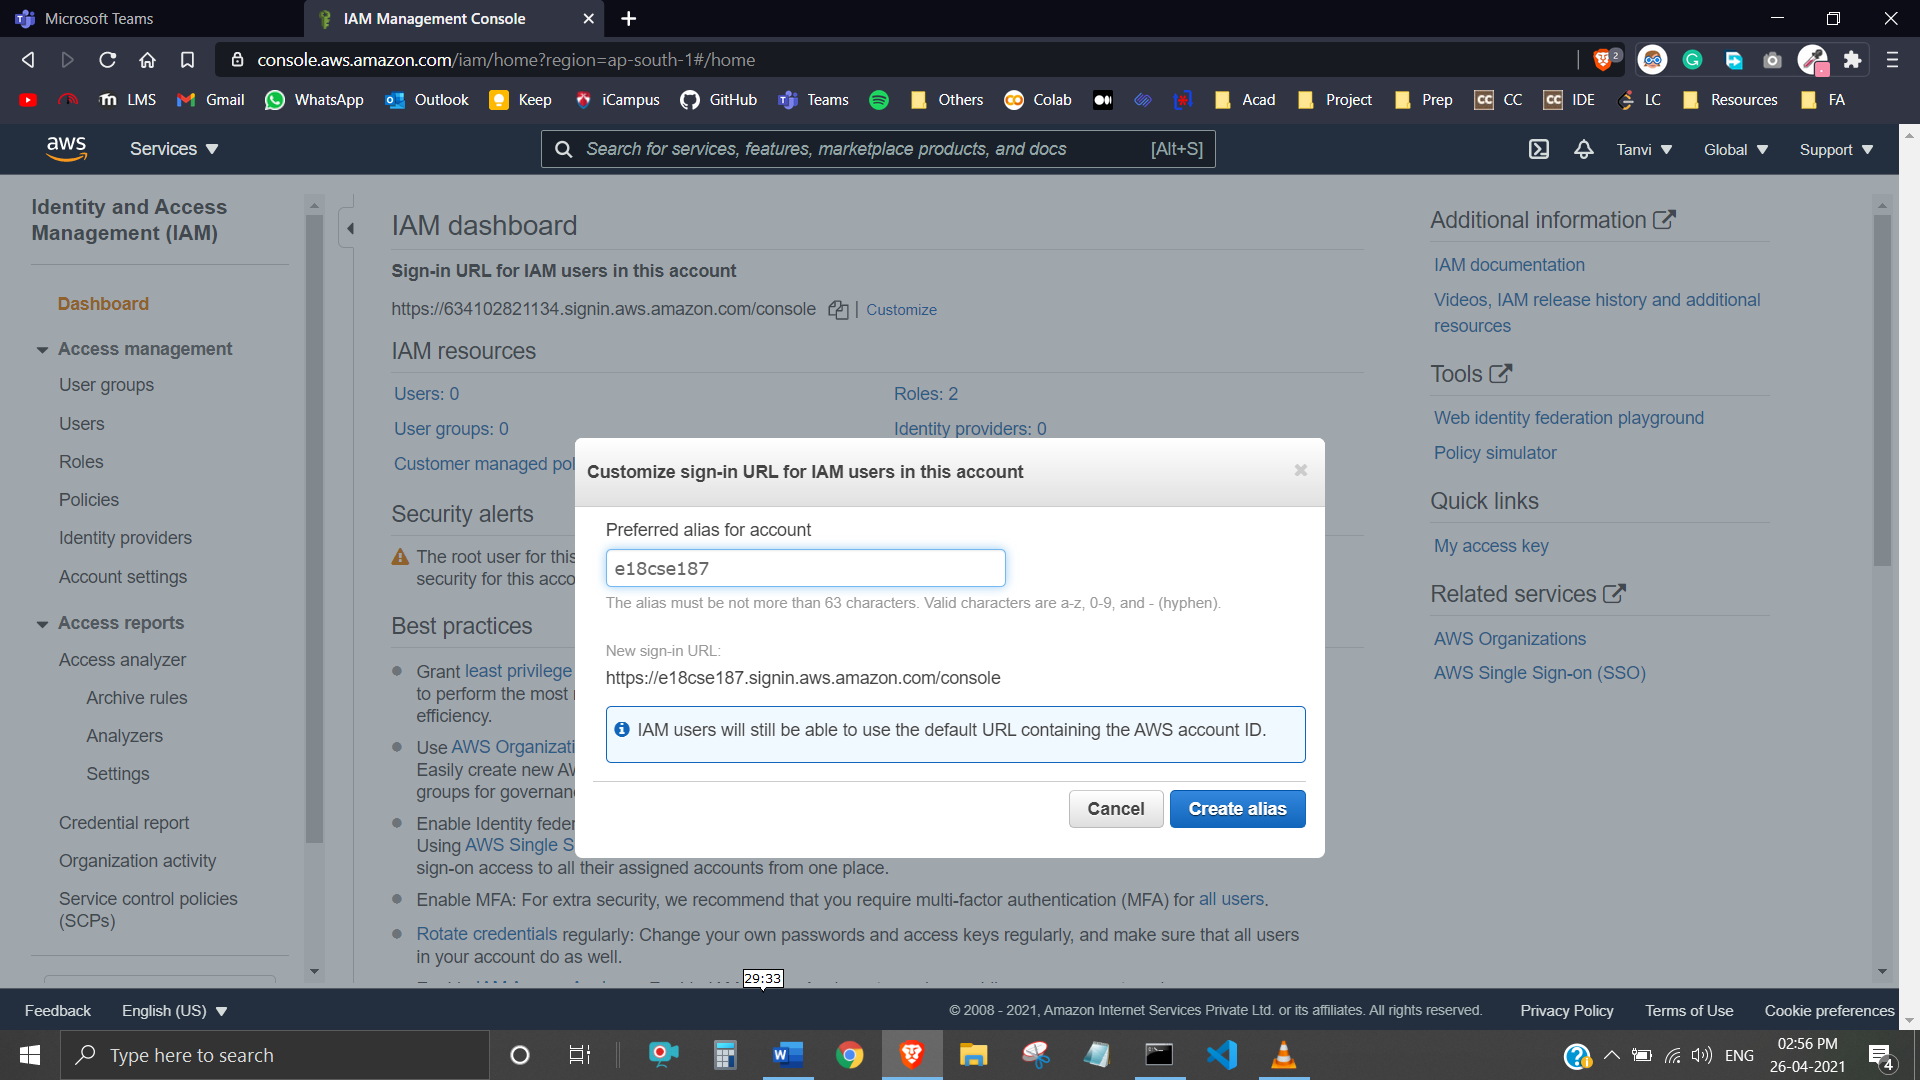 Microsoft Teams
IAM Management Console
console.aws.amazon.com/iam/home?region=ap-south-1#/home
2
LMS
Gmail
WhatsApp
Outlook
Keep
iCampus
GitHub
Teams
Others
Colab
Acad
Project
Prep
CC CC
CC IDE
LC
Resources
FA
aws
Services
Search for services, features, marketplace products, and docs [Alt+S]
Tanvi
Global
Support
Identity and Access
Management (IAM)
Dashboard
Access management
User groups
Users
Roles
Policies
Identity providers
Account settings
Access reports
Access analyzer
Archive rules
Analyzers
Settings
Credential report
Organization activity
Service control policies
(SCPs)
IAM dashboard
Sign-in URL for IAM users in this account
https://634102821134.signin.aws.amazon.com/console | Customize
IAM resources
Users: 0
Roles: 2
User groups: 0
Identity providers: 0
Customer managed pol
Security alerts
The root user for this
security for this acco
Best practices
Grant least privilege
to perform the most
efficiency.
Use AWS Organizati
Easily create new AW
groups for governan
Enable Identity feder
Using AWS Single S
sign-on access to all their assigned accounts from one place.
Enable MFA: For extra security, we recommend that you require multi-factor authentication (MFA) for all users.
Rotate credentials regularly: Change your own passwords and access keys regularly, and make sure that all users
in your account do as well.
29:33
Customize sign-in URL for IAM users in this account
Preferred alias for account
e18cse187
The alias must be not more than 63 characters. Valid characters are a-z, 0-9, and - (hyphen).
New sign-in URL:
https://e18cse187.signin.aws.amazon.com/console
IAM users will still be able to use the default URL containing the AWS account ID.
Cancel
Create alias
Additional information
IAM documentation
Videos, IAM release history and additional
resources
Tools
Web identity federation playground
Policy simulator
Quick links
My access key
Related services
AWS Organizations
AWS Single Sign-on (SSO)
Feedback
English (US)
© 2008 - 2021, Amazon Internet Services Private Ltd. or its affiliates. All rights reserved.
Privacy Policy
Terms of Use
Cookie preferences
Type here to search
ENG
02:56 PM
26-04-2021
4